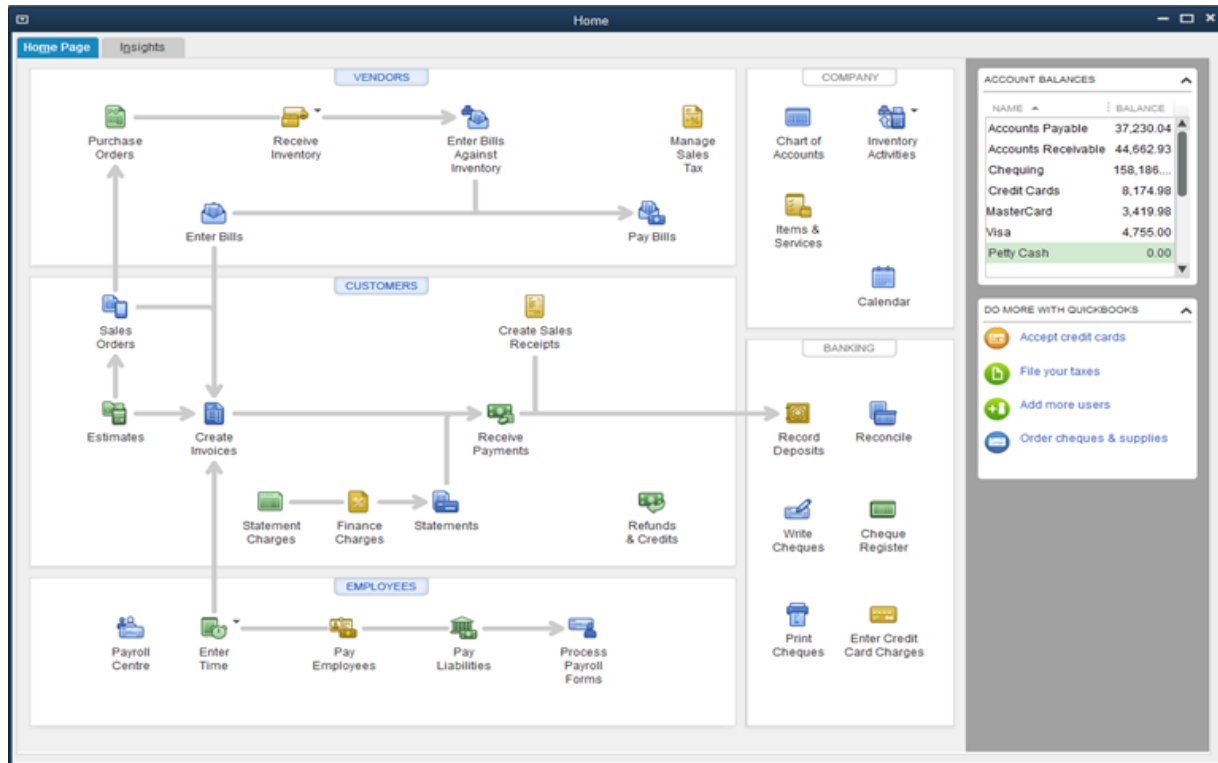 Home
Home Page
Insights
VENDORS
Purchase
Orders
Receive
Inventory
Enter Bills
Against
Inventory
Manage
Sales
Tax
Enter Bills
Pay Bills
CUSTOMERS
Sales
Orders
Create Sales
Receipts
Estimates
Create
Invoices
Receive
Payments
Statement
Charges
Finance
Charges
Statements
Refunds
& Credits
EMPLOYEES
Payroll
Centre
Enter
Time
Pay
Employees
Pay
Liabilities
Process
Payroll
Forms
COMPANY
Chart of
Accounts
Inventory
Activities
Items &
Services
Calendar
BANKING
Record
Deposits
Reconcile
Write
Cheques
Cheque
Register
Print
Cheques
Enter Credit
Card Charges
ACCOUNT BALANCES
NAME BALANCE
Accounts Payable 37,230.04
Accounts Receivable 44,662.93
Chequing 158,186....
Credit Cards 8,174.98
MasterCard 3,419.98
Visa 4,755.00
Petty Cash 0.00
DO MORE WITH QUICKBOOKS
Accept credit cards
File your taxes
Add more users
Order cheques & supplies